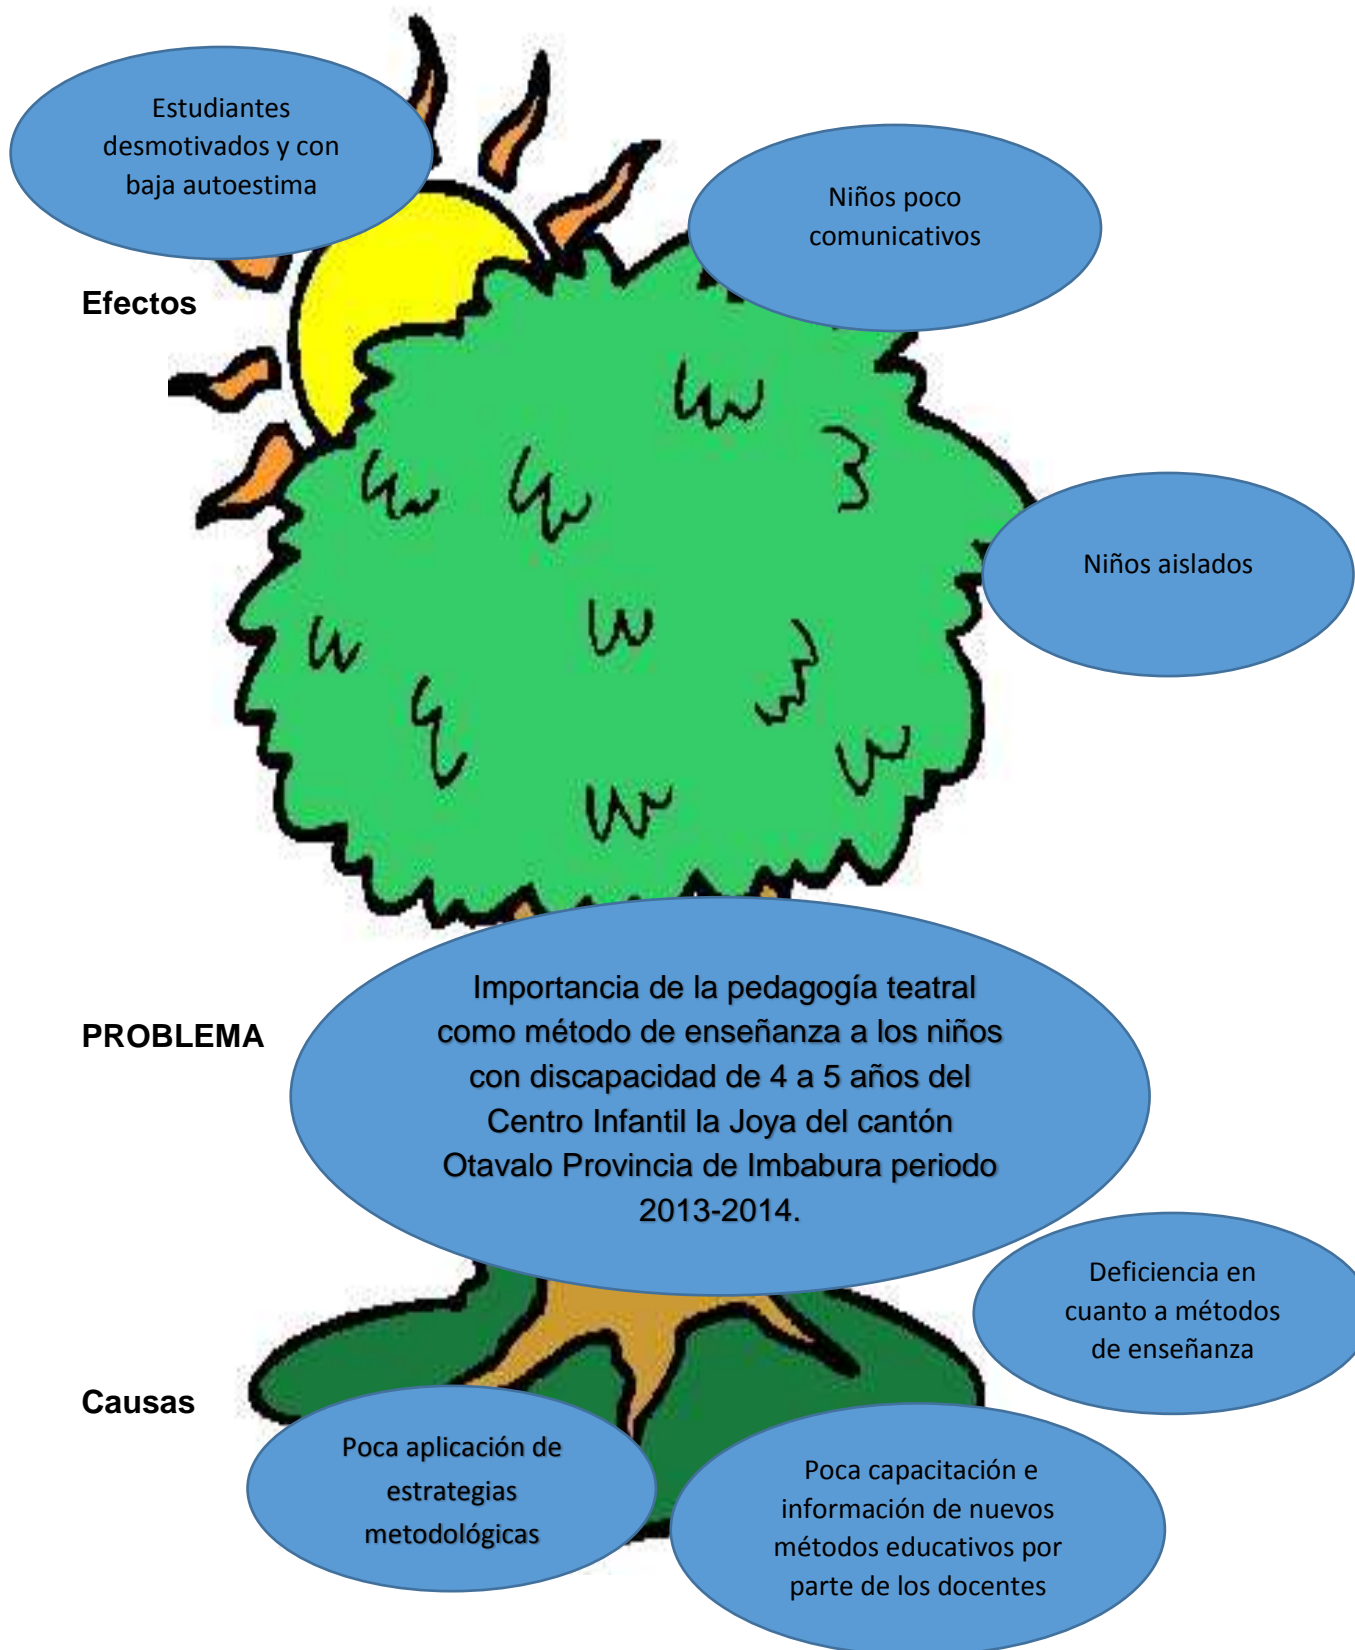 Estudiantes
desmotivados y con
baja autoestima
Niños poco
comunicativos
Efectos
Niños aislados
PROBLEMA
Importancia de la pedagogía teatral
como método de enseñanza a los niños
con discapacidad de 4 a 5 años del
Centro Infantil la Joya del cantón
Otavalo Provincia de Imbabura periodo
2013-2014.
Deficiencia en
cuanto a métodos
de enseñanza
Causas
Poca aplicación de
estrategias
metodológicas
Poca capacitación e
información de nuevos
métodos educativos por
parte de los docentes